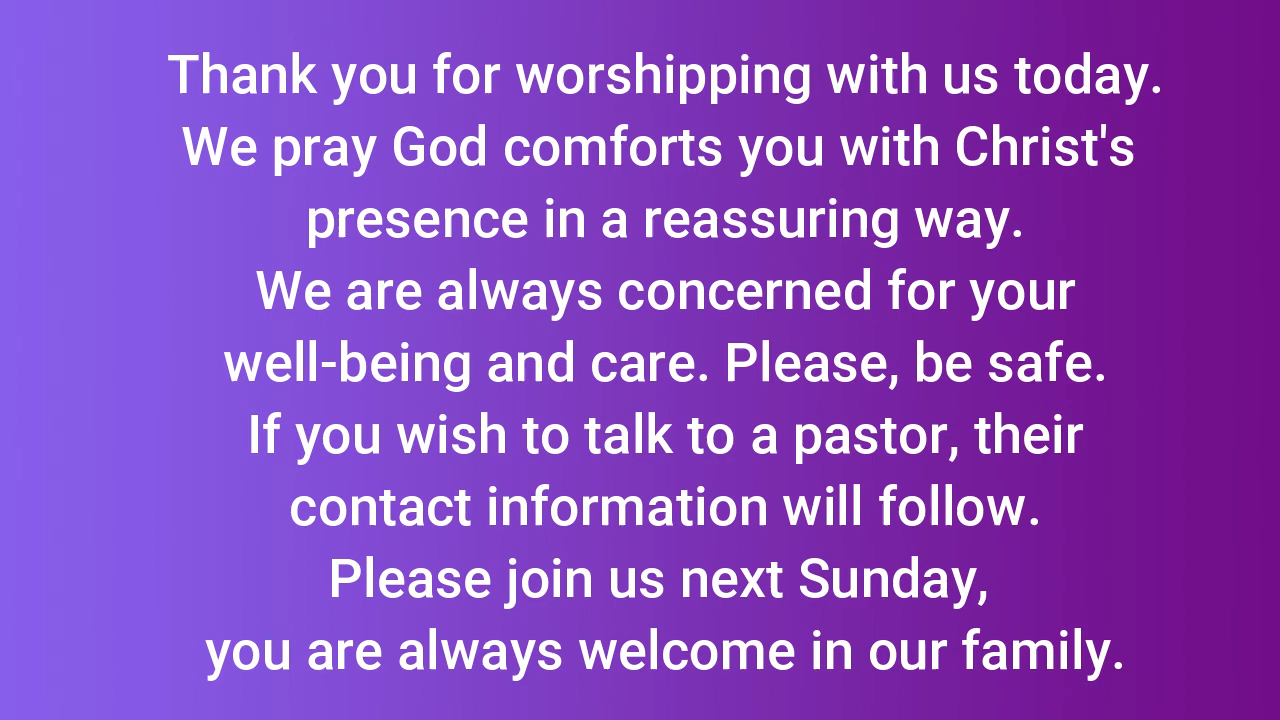 Thank you for worshipping with us today.
We pray God comforts you with Christ's
presence in a reassuring way.
We are always concerned for your
well-being and care. Please, be safe.
If you wish to talk to a pastor, their
contact information will follow.
Please join us next Sunday,
you are always welcome in our family.